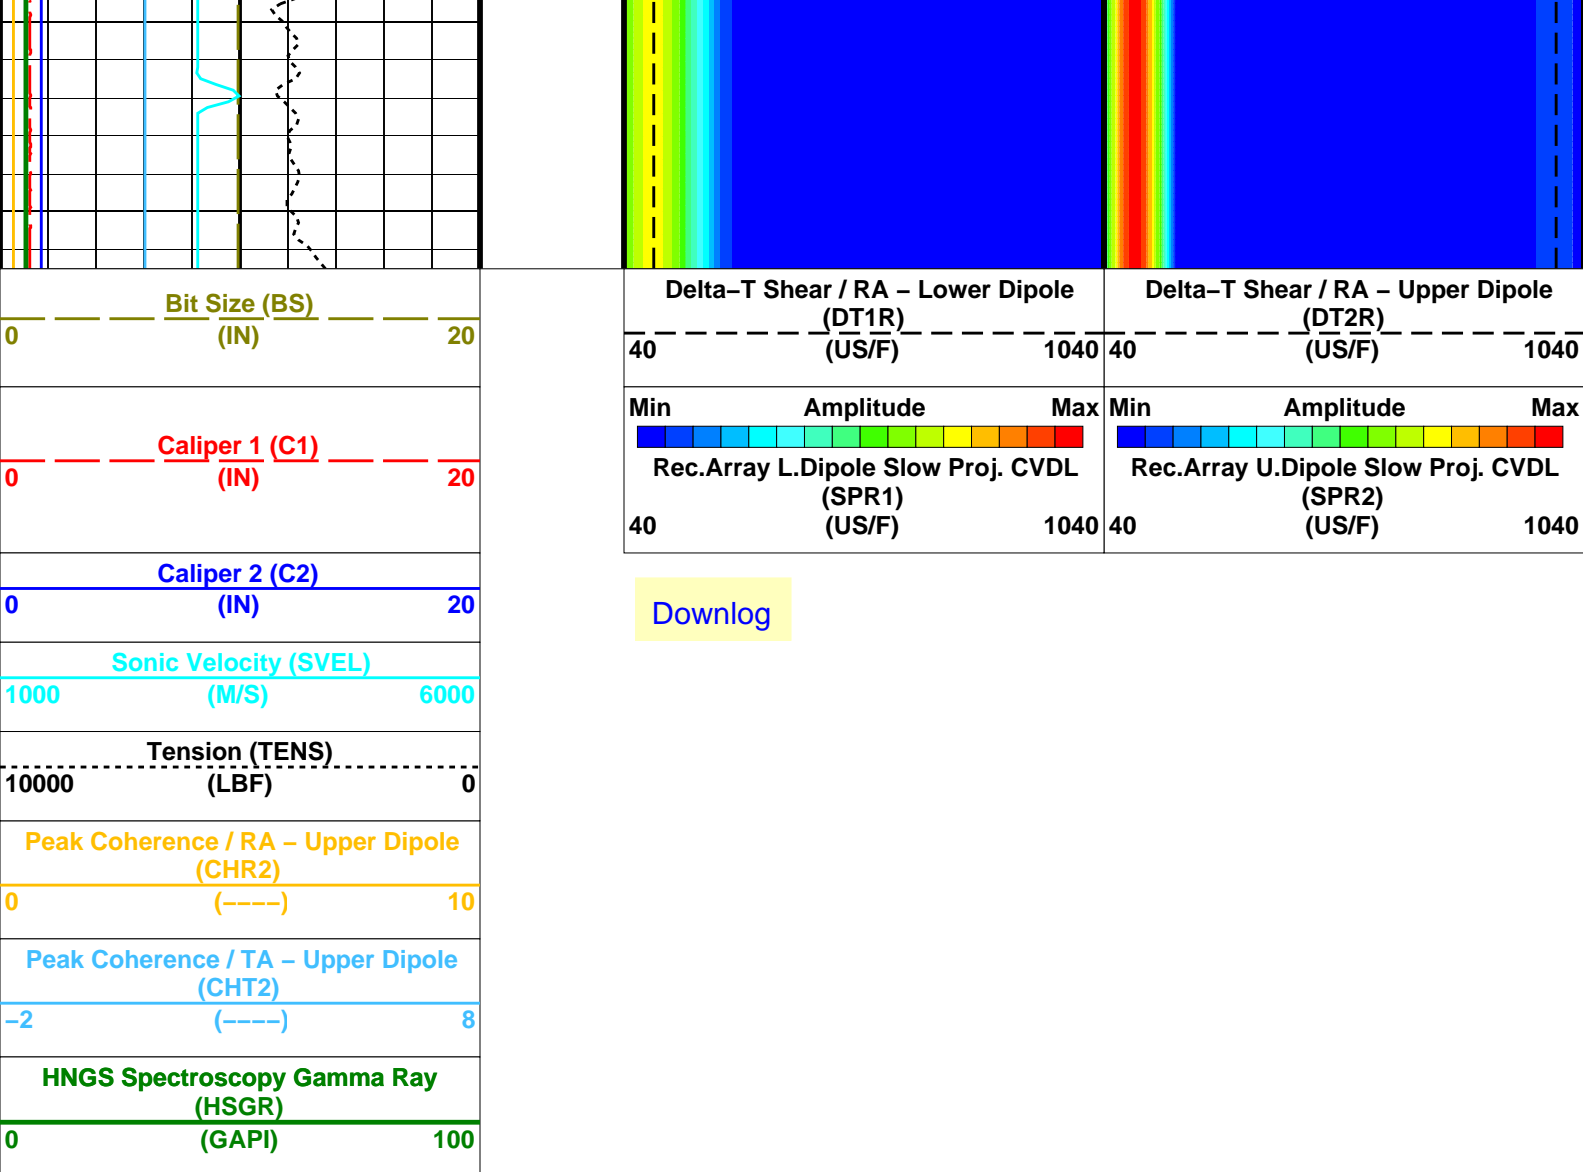 Bit Size (BS)
0 (IN) 20
Caliper 1 (C1)
0 (IN) 20
Caliper 2 (C2)
0 (IN) 20
Sonic Velocity (SVEL)
1000 (M/S) 6000
Tension (TENS)
10000 (LBF) 0
Peak Coherence / RA – Upper Dipole
(CHR2)
0 (––––) 10
Peak Coherence / TA – Upper Dipole
(CHT2)
–2 (––––) 8
HNGS Spectroscopy Gamma Ray
(HSGR)
0 (GAPI) 100
Delta–T Shear / RA – Lower Dipole
(DT1R)
40 (US/F) 1040
Min Amplitude Max
Rec.Array L.Dipole Slow Proj. CVDL
(SPR1)
40 (US/F) 1040
Delta–T Shear / RA – Upper Dipole
(DT2R)
40 (US/F) 1040
Min Amplitude Max
Rec.Array U.Dipole Slow Proj. CVDL
(SPR2)
40 (US/F) 1040
Downlog